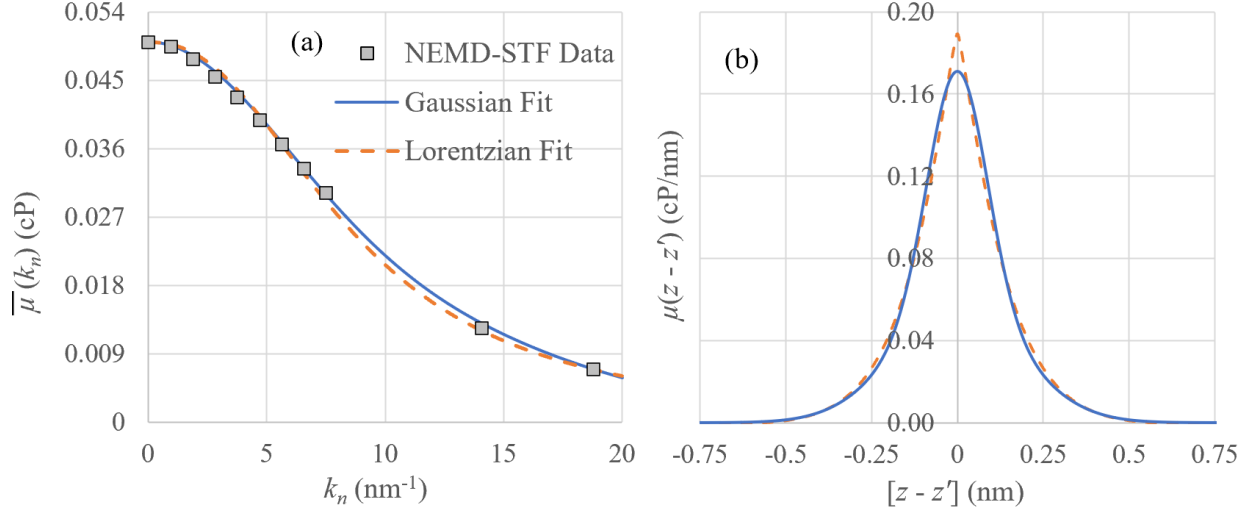 0.054
0.045
0.036
0.027
0.018
0.009
0
μ̅ (kₙ) (cP)
(a)
NEMD-STF Data
Gaussian Fit
Lorentzian Fit
0 5 10 15 20
kₙ (nm⁻¹)
0.20
0.16
0.12
0.08
0.04
0.00
(b)
μ(z - z′) (cP/nm)
-0.75 -0.50 -0.25 0 0.25 0.50 0.75
[z - z′] (nm)